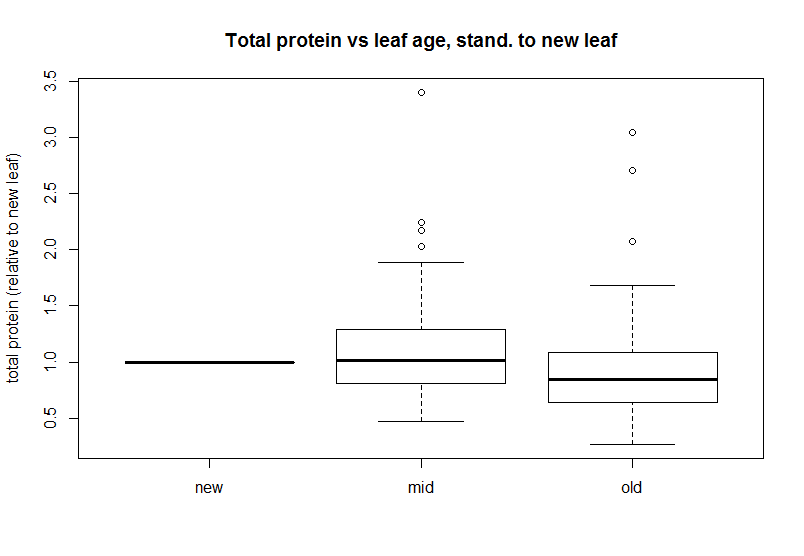 Total protein vs leaf age, stand. to new leaf
total protein (relative to new leaf)
3.5
3.0
2.5
2.0
1.5
1.0
0.5
new
mid
old